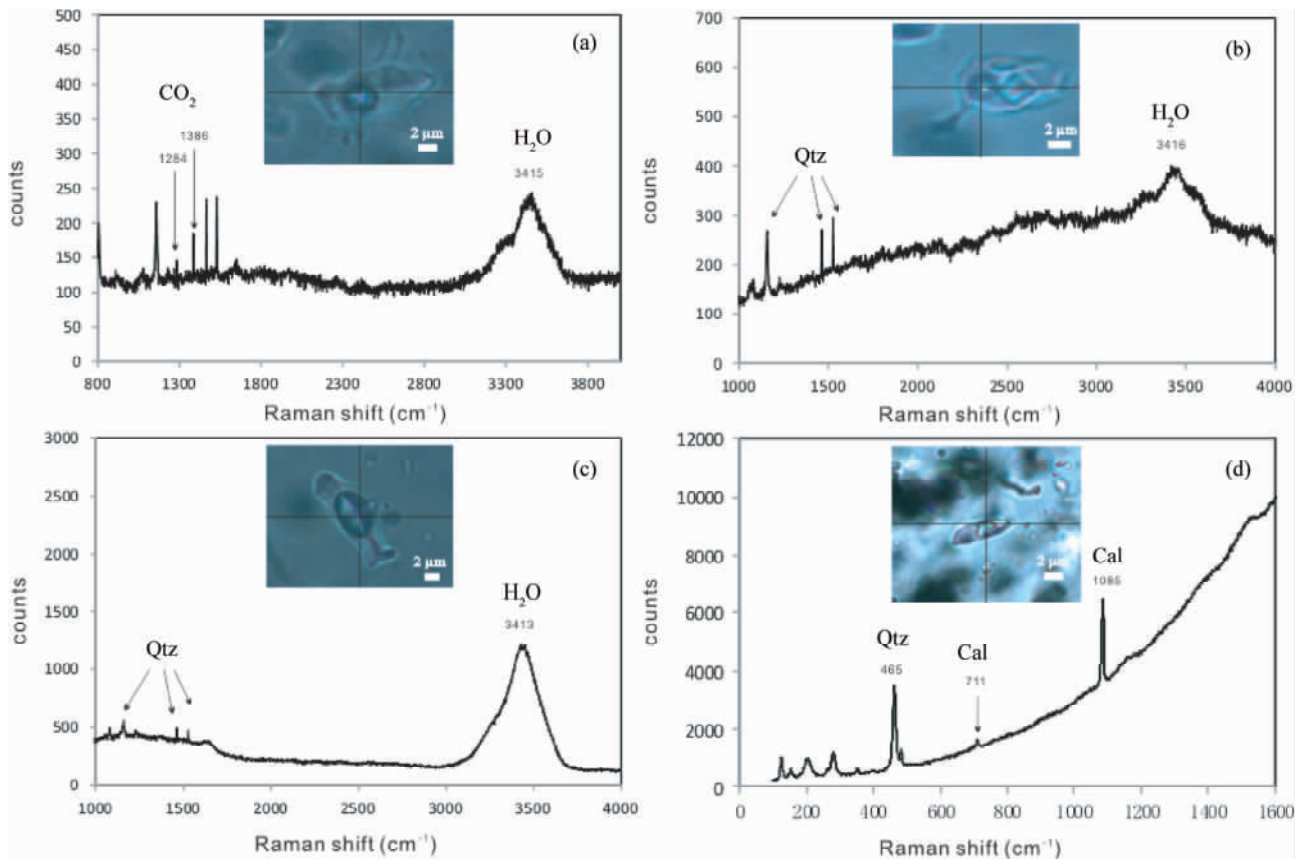 (a)
500
450
400
350
300
250
200
150
100
50
0
counts
CO₂
1386
1284
H₂O
3415
2 μm
800 1300 1800 2300 2800 3300 3800
Raman shift (cm⁻¹)
(b)
700
600
500
400
300
200
100
0
counts
Qtz
H₂O
3416
2 μm
1000 1500 2000 2500 3000 3500 4000
Raman shift (cm⁻¹)
(c)
3000
2500
2000
1500
1000
500
0
counts
Qtz
H₂O
3413
2 μm
1000 1500 2000 2500 3000 3500 4000
Raman shift (cm⁻¹)
(d)
12000
10000
8000
6000
4000
2000
0
counts
Qtz
465
Cal
711
Cal
1085
2 μm
0 200 400 600 800 1000 1200 1400 1600
Raman shift (cm⁻¹)